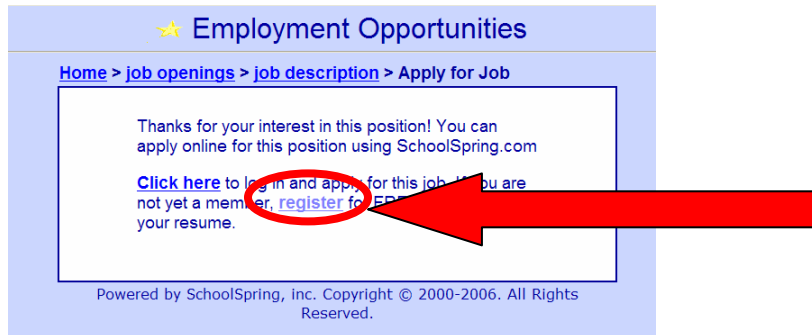 Employment Opportunities
Home > job openings > job description > Apply for Job
Thanks for your interest in this position! You can
apply online for this position using SchoolSpring.com
Click here to log in and apply for this job. If you are
not yet a member, register for FREE
your resume.
Powered by SchoolSpring, inc. Copyright © 2000-2006. All Rights
Reserved.